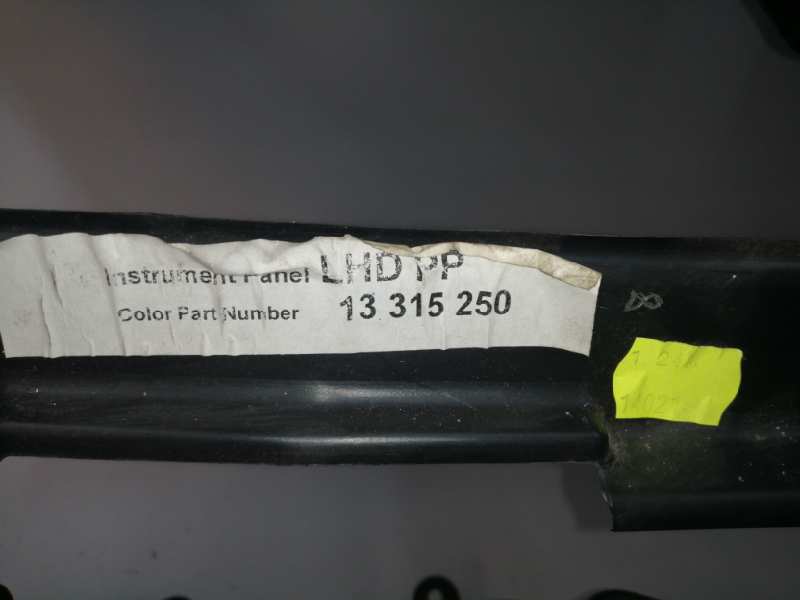 Instrument Panel LHD PP
Color Part Number 13 315 250